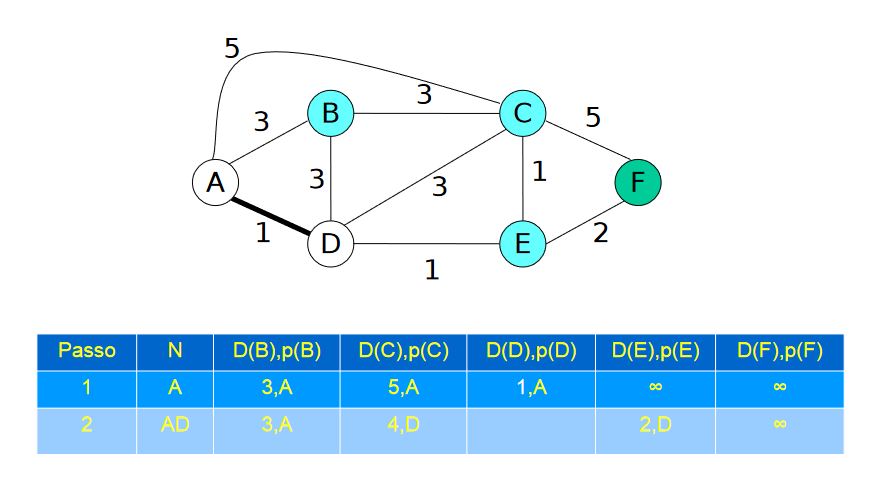 5
3
B
3
C
5
A
3
3
1
F
1
D
E
2
1
Passo N D(B),p(B) D(C),p(C) D(D),p(D) D(E),p(E) D(F),p(F)
1 A 3,A 5,A 1,A ∞ ∞
2 AD 3,A 4,D 2,D ∞